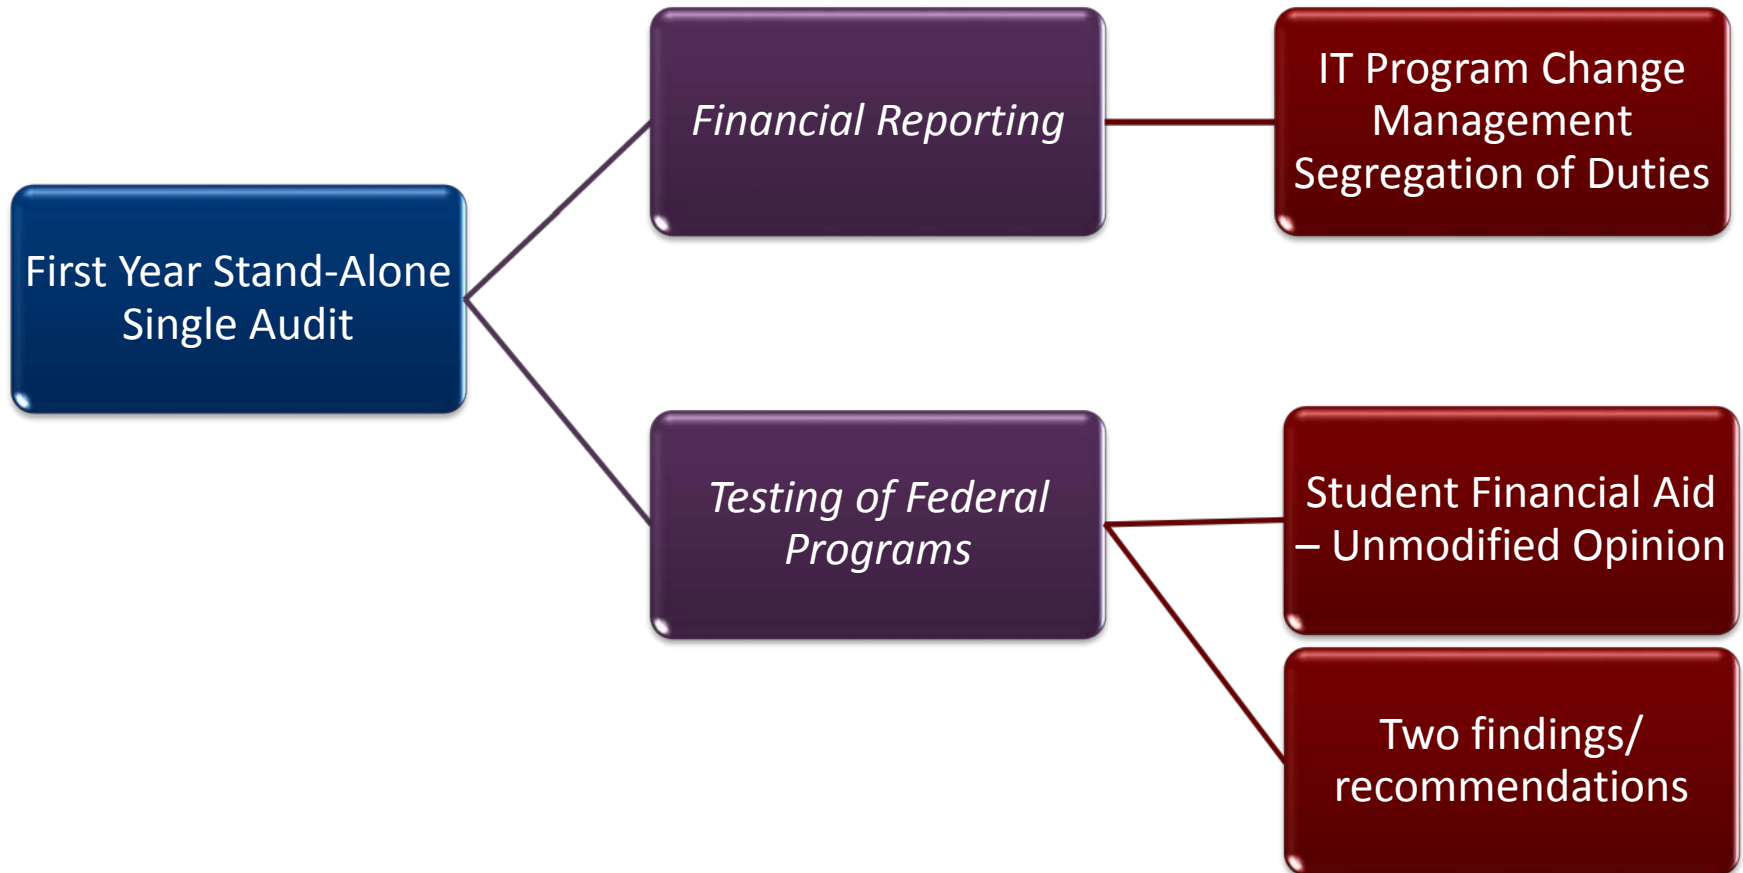 First Year Stand-Alone
Single Audit
Financial Reporting
IT Program Change
Management
Segregation of Duties
Testing of Federal
Programs
Student Financial Aid
– Unmodified Opinion
Two findings/
recommendations